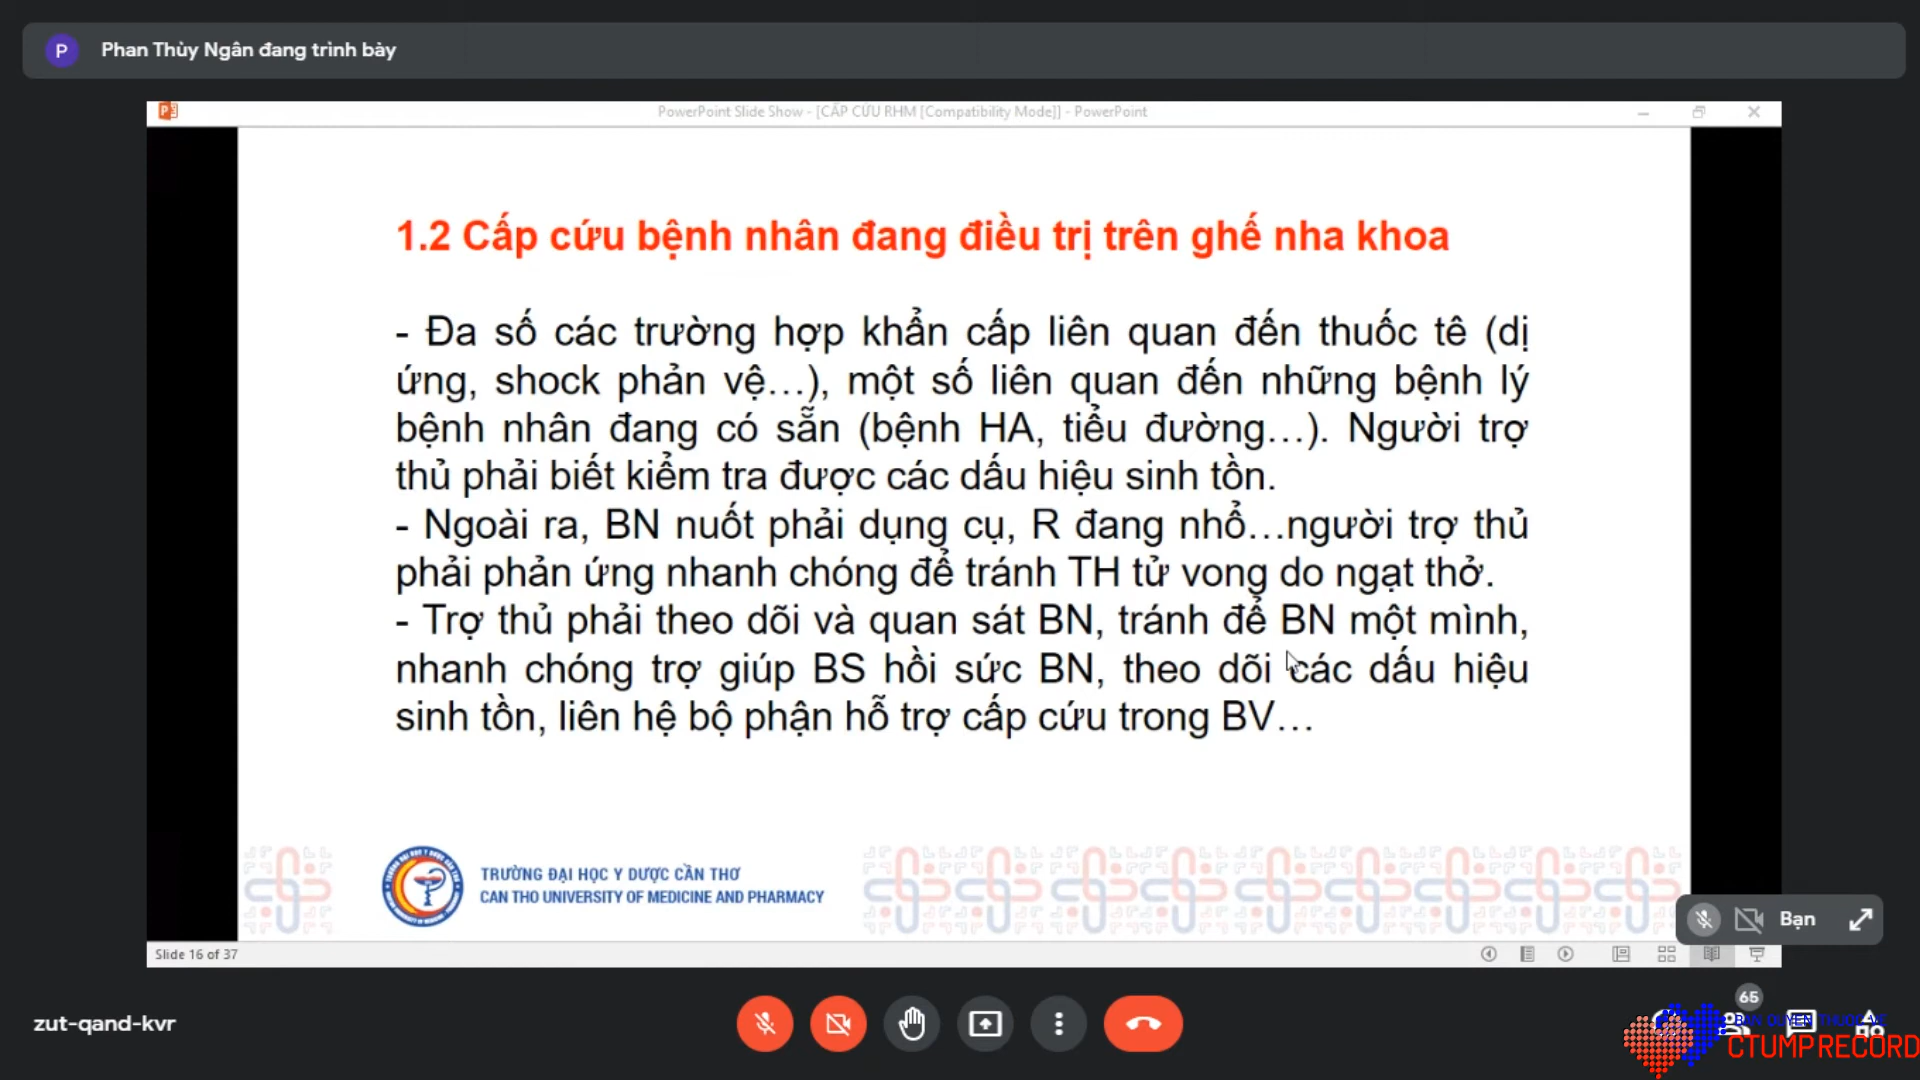 P
Phan Thùy Ngân đang trình bày
PowerPoint Slide Show - [CẤP CỨU RHM [Compatibility Mode]] - PowerPoint
1.2 Cấp cứu bệnh nhân đang điều trị trên ghế nha khoa
- Đa số các trường hợp khẩn cấp liên quan đến thuốc tê (dị
ứng, shock phản vệ…), một số liên quan đến những bệnh lý
bệnh nhân đang có sẵn (bệnh HA, tiểu đường…). Người trợ
thủ phải biết kiểm tra được các dấu hiệu sinh tồn.
- Ngoài ra, BN nuốt phải dụng cụ, R đang nhổ…người trợ thủ
phải phản ứng nhanh chóng để tránh TH tử vong do ngạt thở.
- Trợ thủ phải theo dõi và quan sát BN, tránh để BN một mình,
nhanh chóng trợ giúp BS hồi sức BN, theo dõi các dấu hiệu
sinh tồn, liên hệ bộ phận hỗ trợ cấp cứu trong BV…
TRƯỜNG ĐẠI HỌC Y DƯỢC CẦN THƠ
CAN THO UNIVERSITY OF MEDICINE AND PHARMACY
Bạn
Slide 16 of 37
65
zut-qand-kvr
BẢN QUYỀN THUỘC VỀ
CTUMP RECORD